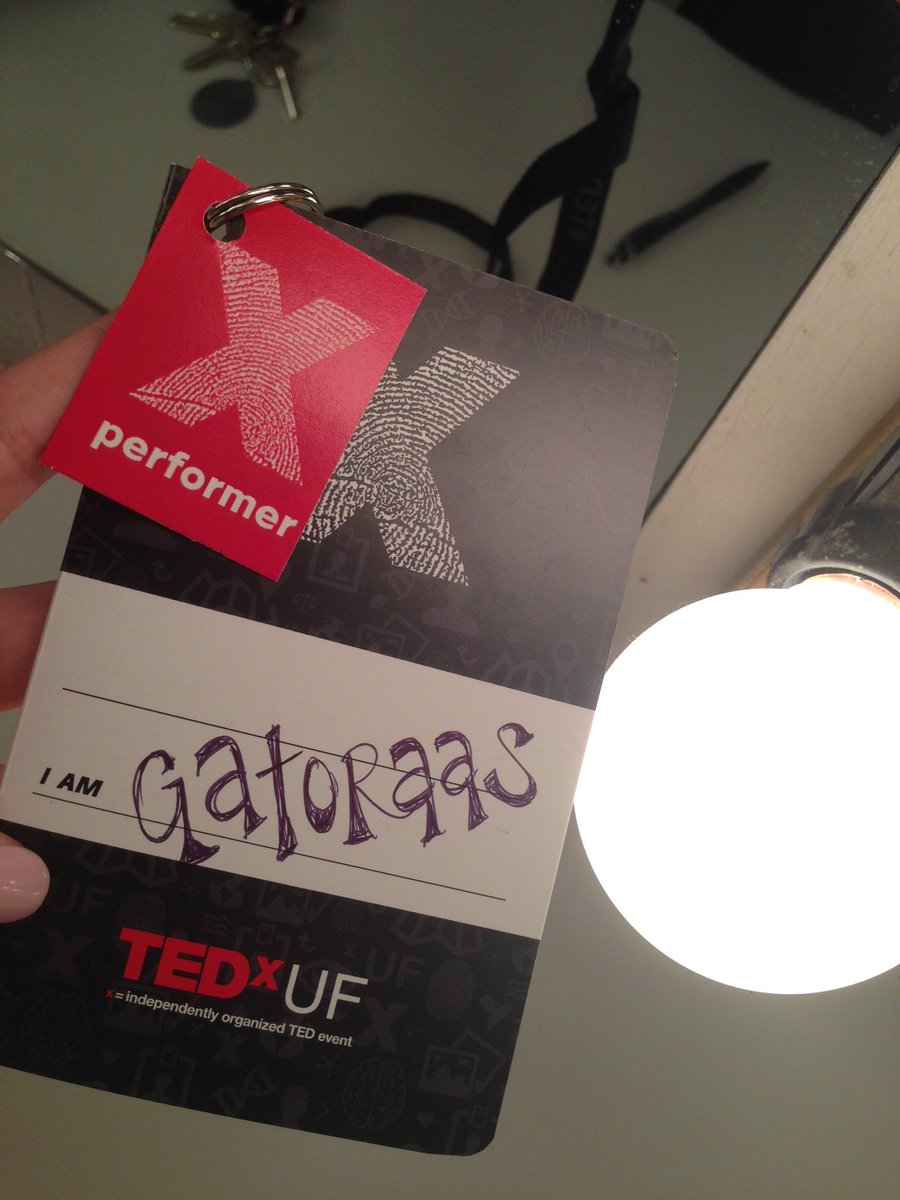 performer
I AM GatoRaas
TEDxUF
x = independently organized TED event